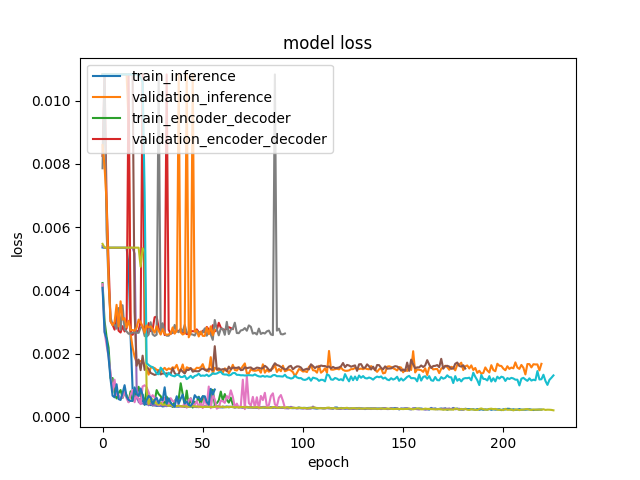 model loss
train_inference
validation_inference
train_encoder_decoder
validation_encoder_decoder
loss
0.010
0.008
0.006
0.004
0.002
0.000
0 50 100 150 200
epoch